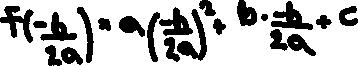 f(-b/2a) = a(-b/2a)² + b · -b/2a + c